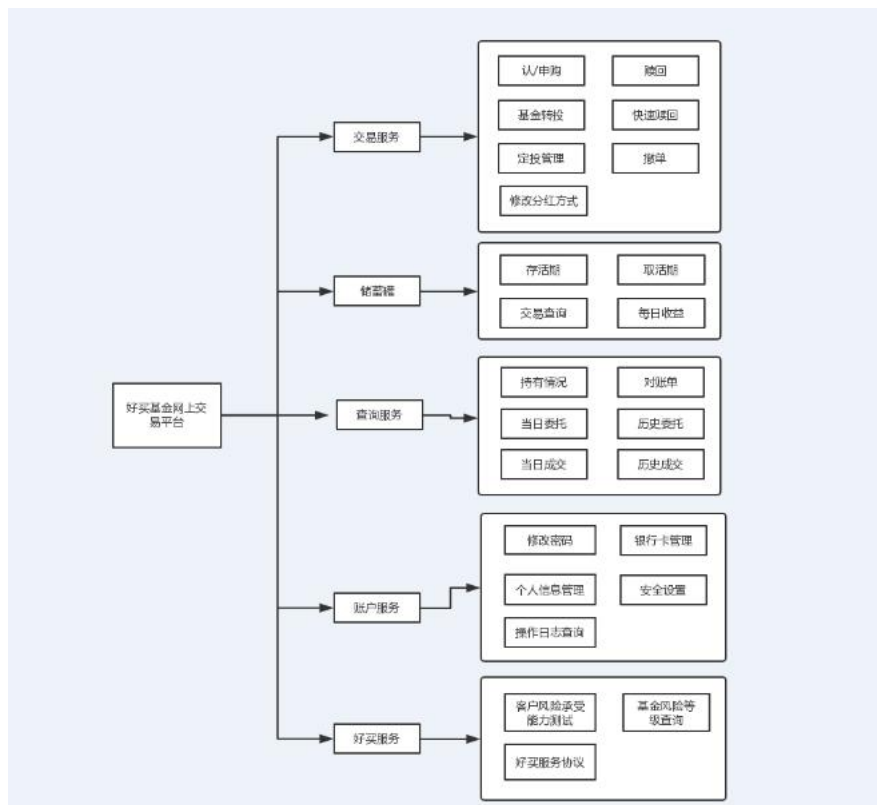 认/申购
赎回
基金转投
快速赎回
交易服务
定投管理
撤单
修改分红方式
存活期
取活期
储蓄罐
交易查询
每日收益
持有情况
对账单
好买基金网上交
易平台
查询服务
当日委托
历史委托
当日成交
历史成交
修改密码
银行卡管理
个人信息管理
安全设置
账户服务
操作日志查询
客户风险承受
能力测试
基金风险等
级查询
好买服务
好买服务协议